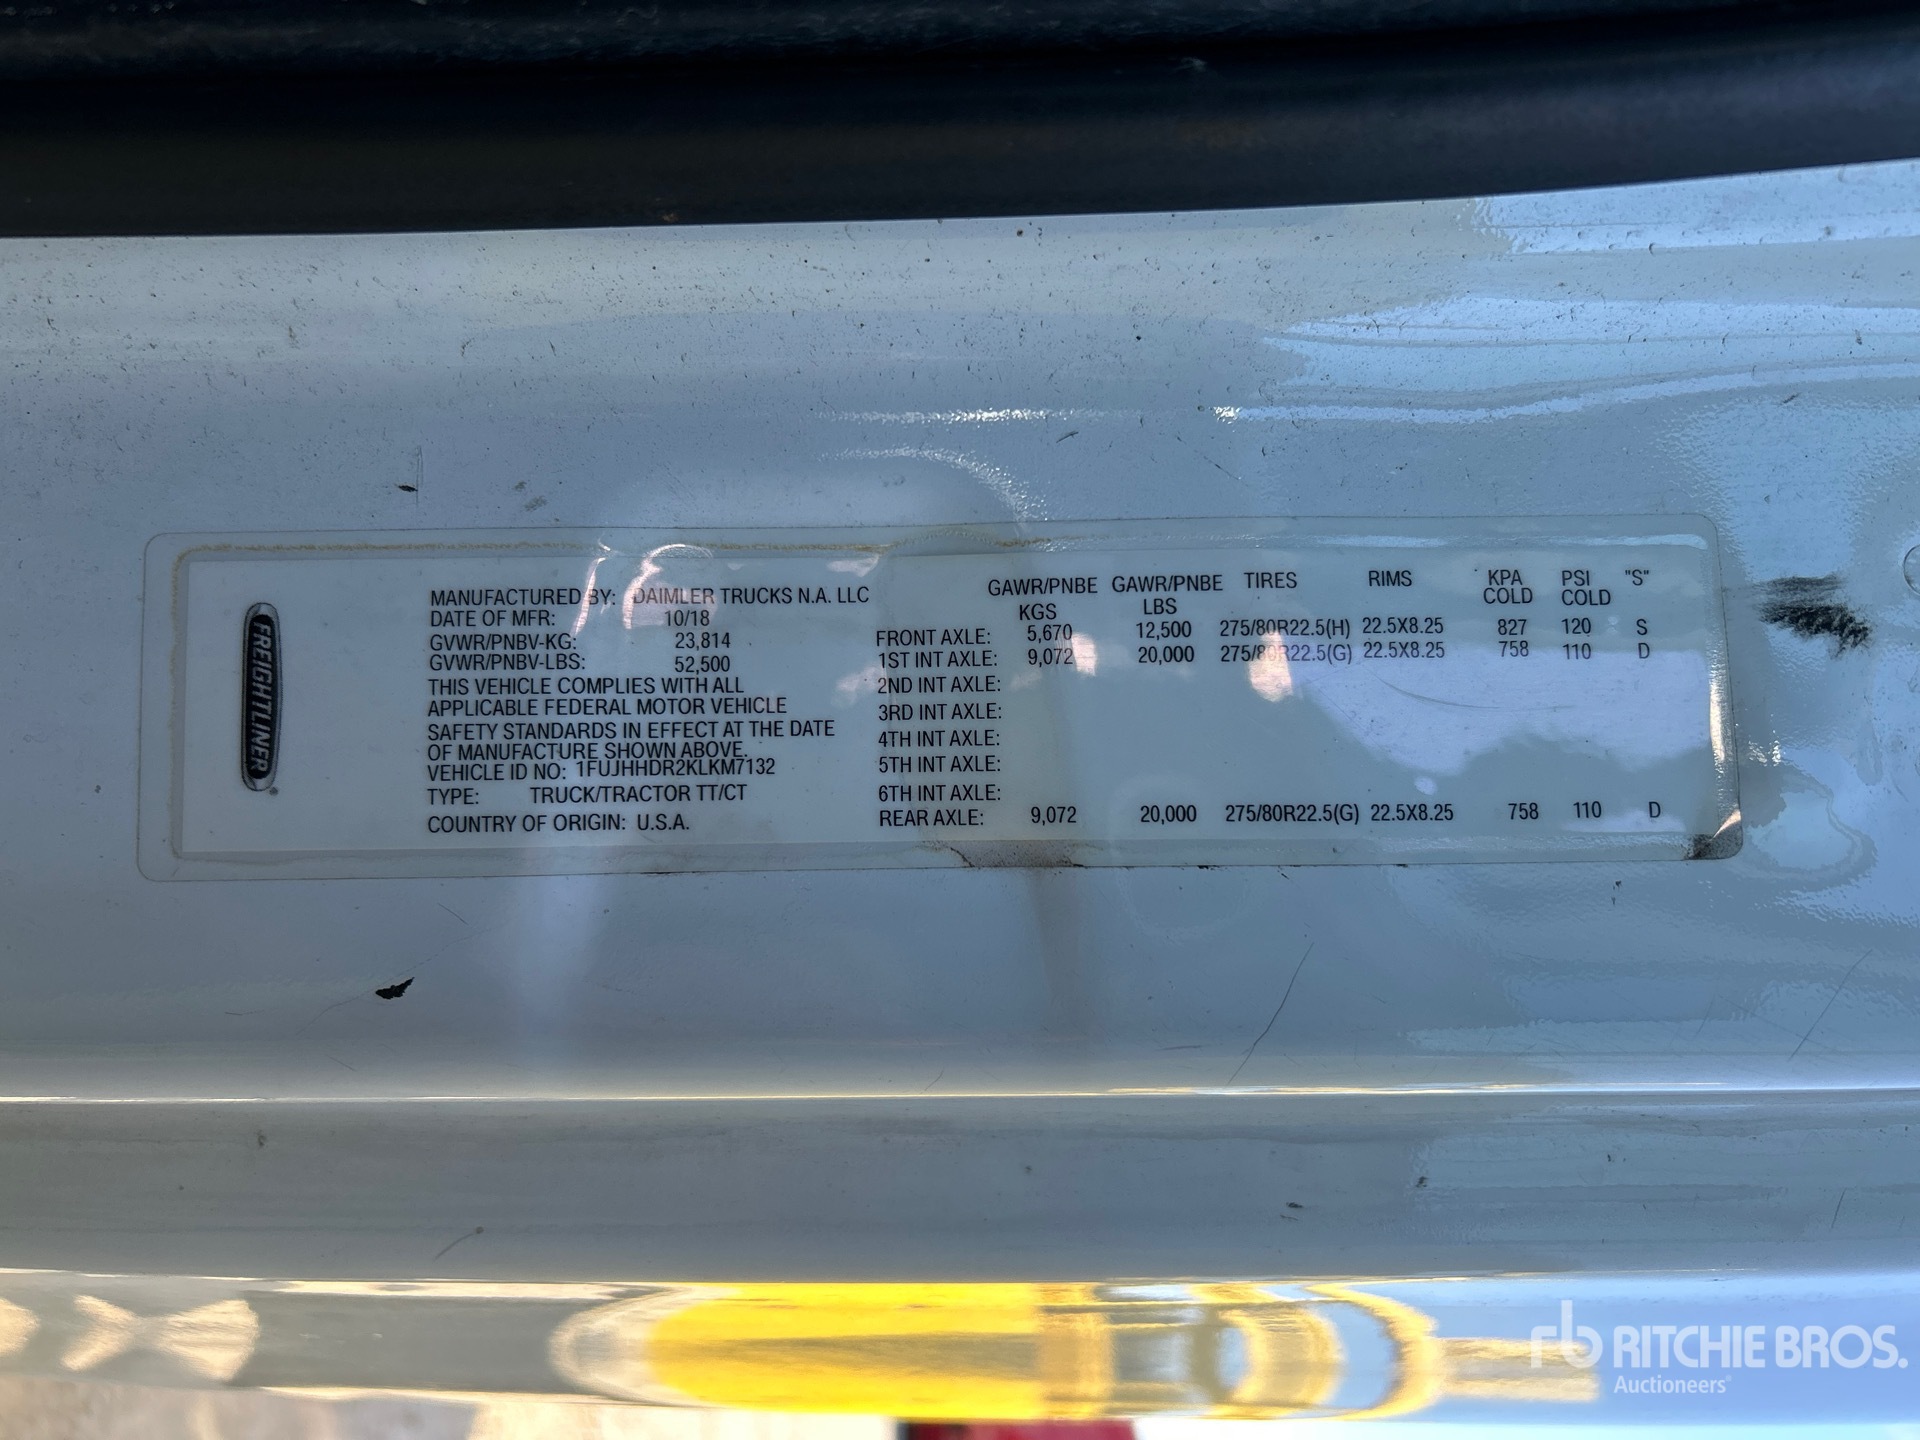 FREIGHTLINER
MANUFACTURED BY: DAIMLER TRUCKS N.A. LLC
DATE OF MFR: 10/18
GVWR/PNBV-KG: 23,814
GVWR/PNBV-LBS: 52,500
THIS VEHICLE COMPLIES WITH ALL
APPLICABLE FEDERAL MOTOR VEHICLE
SAFETY STANDARDS IN EFFECT AT THE DATE
OF MANUFACTURE SHOWN ABOVE.
VEHICLE ID NO: 1FUJHHDR2KLKM7132
TYPE: TRUCK/TRACTOR TT/CT
COUNTRY OF ORIGIN: U.S.A.
GAWR/PNBE GAWR/PNBE TIRES RIMS KPA PSI "S"
KGS LBS COLD COLD
FRONT AXLE: 5,670 12,500 275/80R22.5(H) 22.5X8.25 827 120 S
1ST INT AXLE: 9,072 20,000 275/80R22.5(G) 22.5X8.25 758 110 D
2ND INT AXLE:
3RD INT AXLE:
4TH INT AXLE:
5TH INT AXLE:
6TH INT AXLE:
REAR AXLE: 9,072 20,000 275/80R22.5(G) 22.5X8.25 758 110 D
rb RITCHIE BROS.
Auctioneers